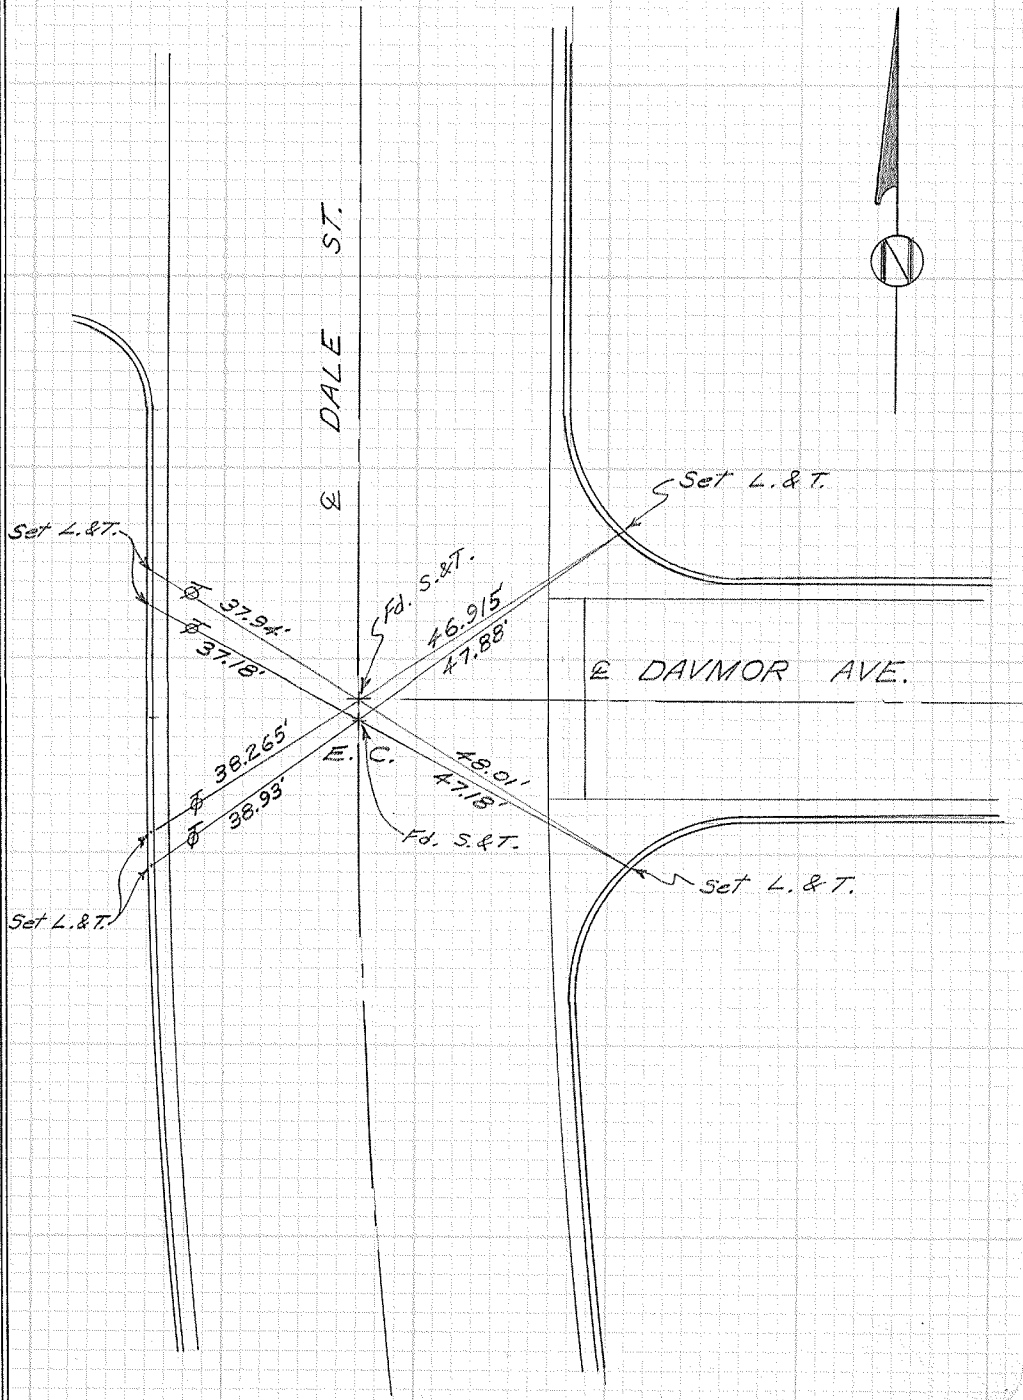 N
℄ DALE ST.
Set L.&T.
Set L.&T.
Fd. S.&T.
37.94'
46.915'
37.18'
47.88'
℄ DAVMOR AVE.
38.265'
E.C.
48.01'
38.93'
47.18'
Fd. S.&T.
Set L.&T.
Set L.&T.